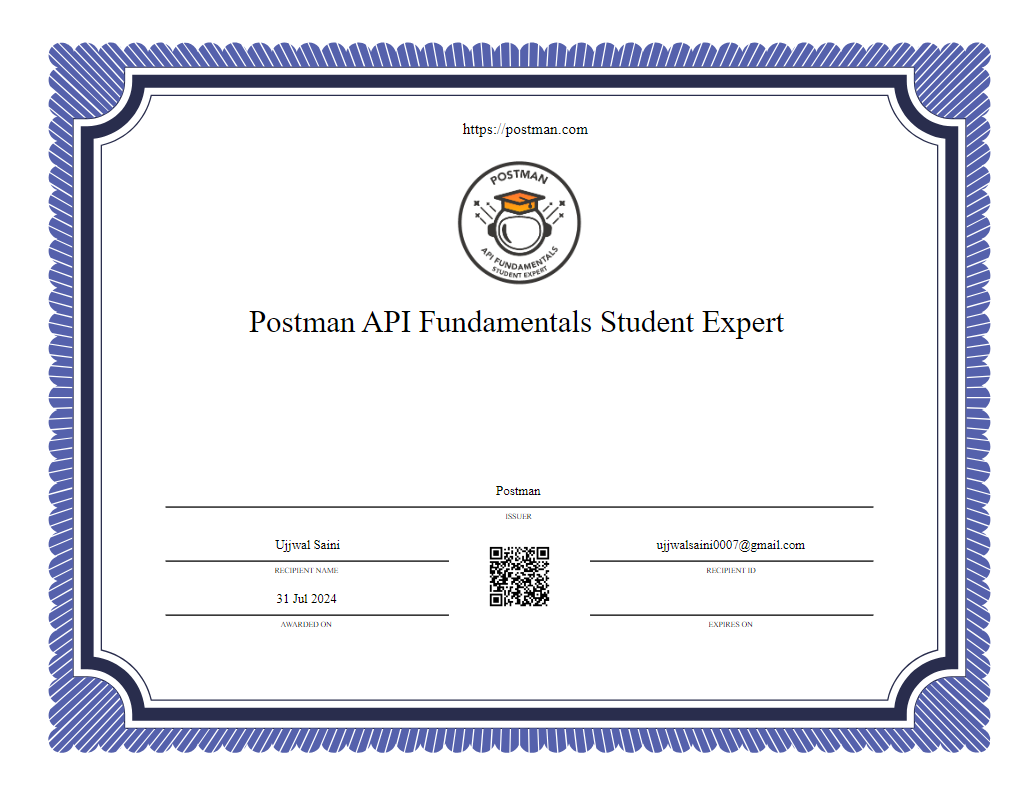 https://postman.com
POSTMAN
API FUNDAMENTALS
STUDENT EXPERT
Postman API Fundamentals Student Expert
Postman
ISSUER
Ujjwal Saini
ujjwalsaini0007@gmail.com
RECIPIENT NAME
RECIPIENT ID
31 Jul 2024
AWARDED ON
EXPIRES ON